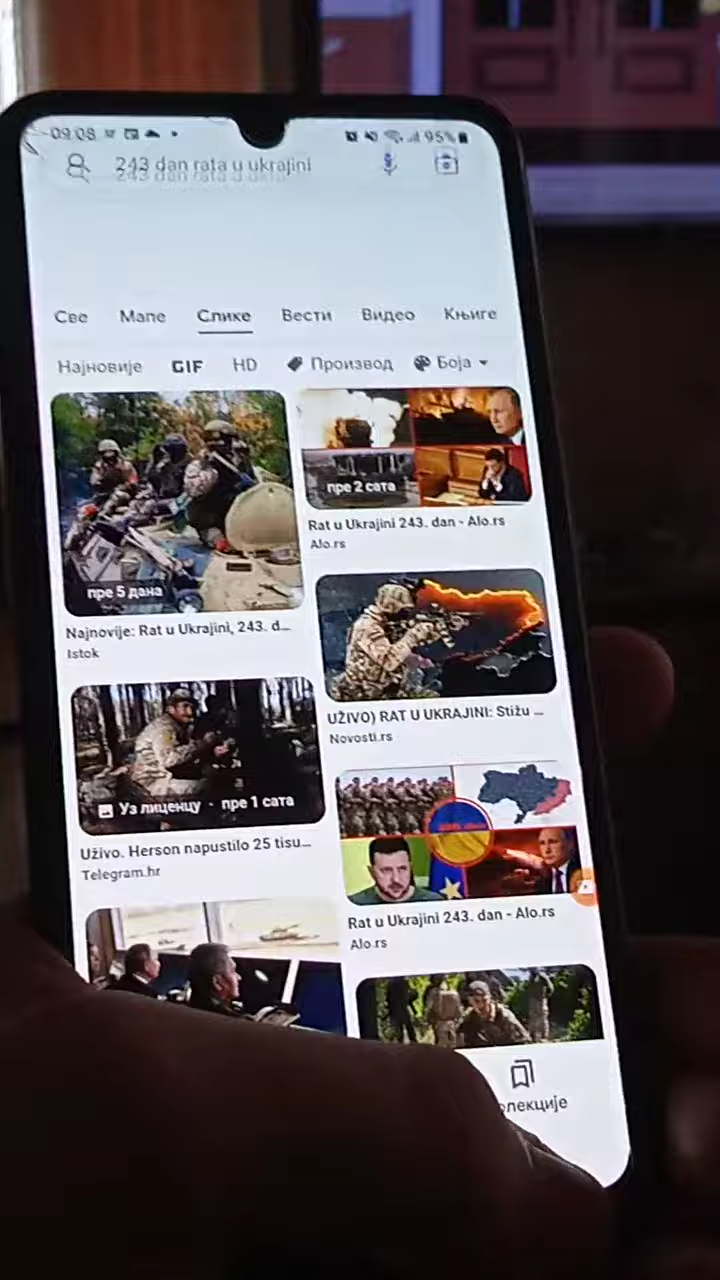 09:08
95%
243 dan rata u ukrajini
Све Мапе Слике Вести Видео Књиге
Најновије GIF HD Производ Боја
пре 5 дана
Najnovije: Rat u Ukrajini, 243. d...
Istok
пре 2 сата
Rat u Ukrajini 243. dan - Alo.rs
Alo.rs
UŽIVO) RAT U UKRAJINI: Stižu ...
Novosti.rs
Уз лиценцу · пре 1 сата
Uživo. Herson napustilo 25 tisu...
Telegram.hr
Rat u Ukrajini 243. dan - Alo.rs
Alo.rs
олекције